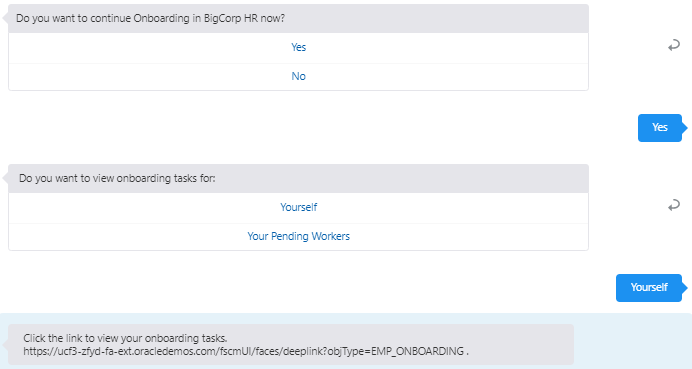 Do you want to continue Onboarding in BigCorp HR now?
Yes
No
Yes
Do you want to view onboarding tasks for:
Yourself
Your Pending Workers
Yourself
Click the link to view your onboarding tasks.
https://ucf3-zfyd-fa-ext.oracledemos.com/fscmUI/faces/deeplink?objType=EMP_ONBOARDING .